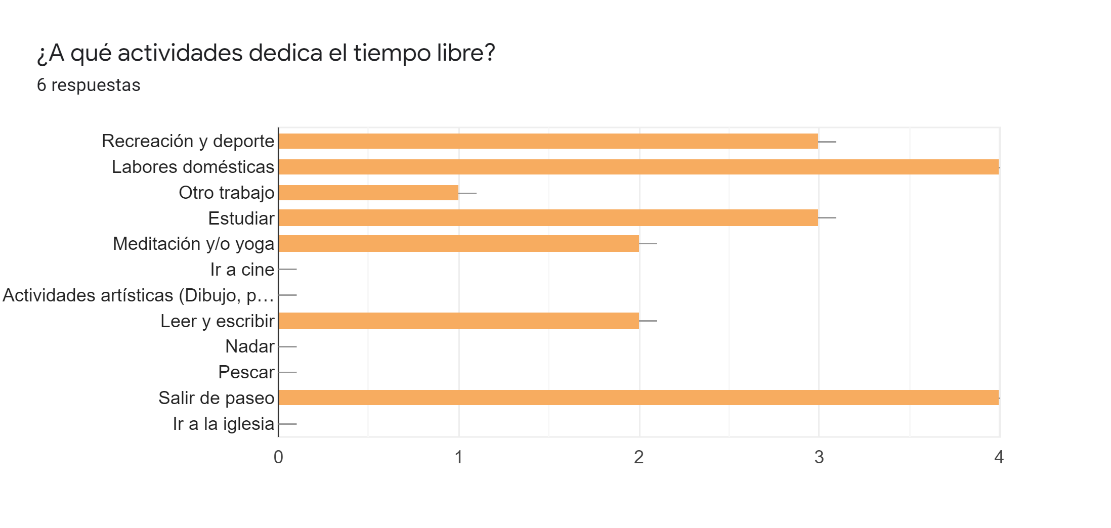 ¿A qué actividades dedica el tiempo libre?
6 respuestas
Recreación y deporte
Labores domésticas
Otro trabajo
Estudiar
Meditación y/o yoga
Ir a cine
Actividades artísticas (Dibujo, p…
Leer y escribir
Nadar
Pescar
Salir de paseo
Ir a la iglesia
0 1 2 3 4